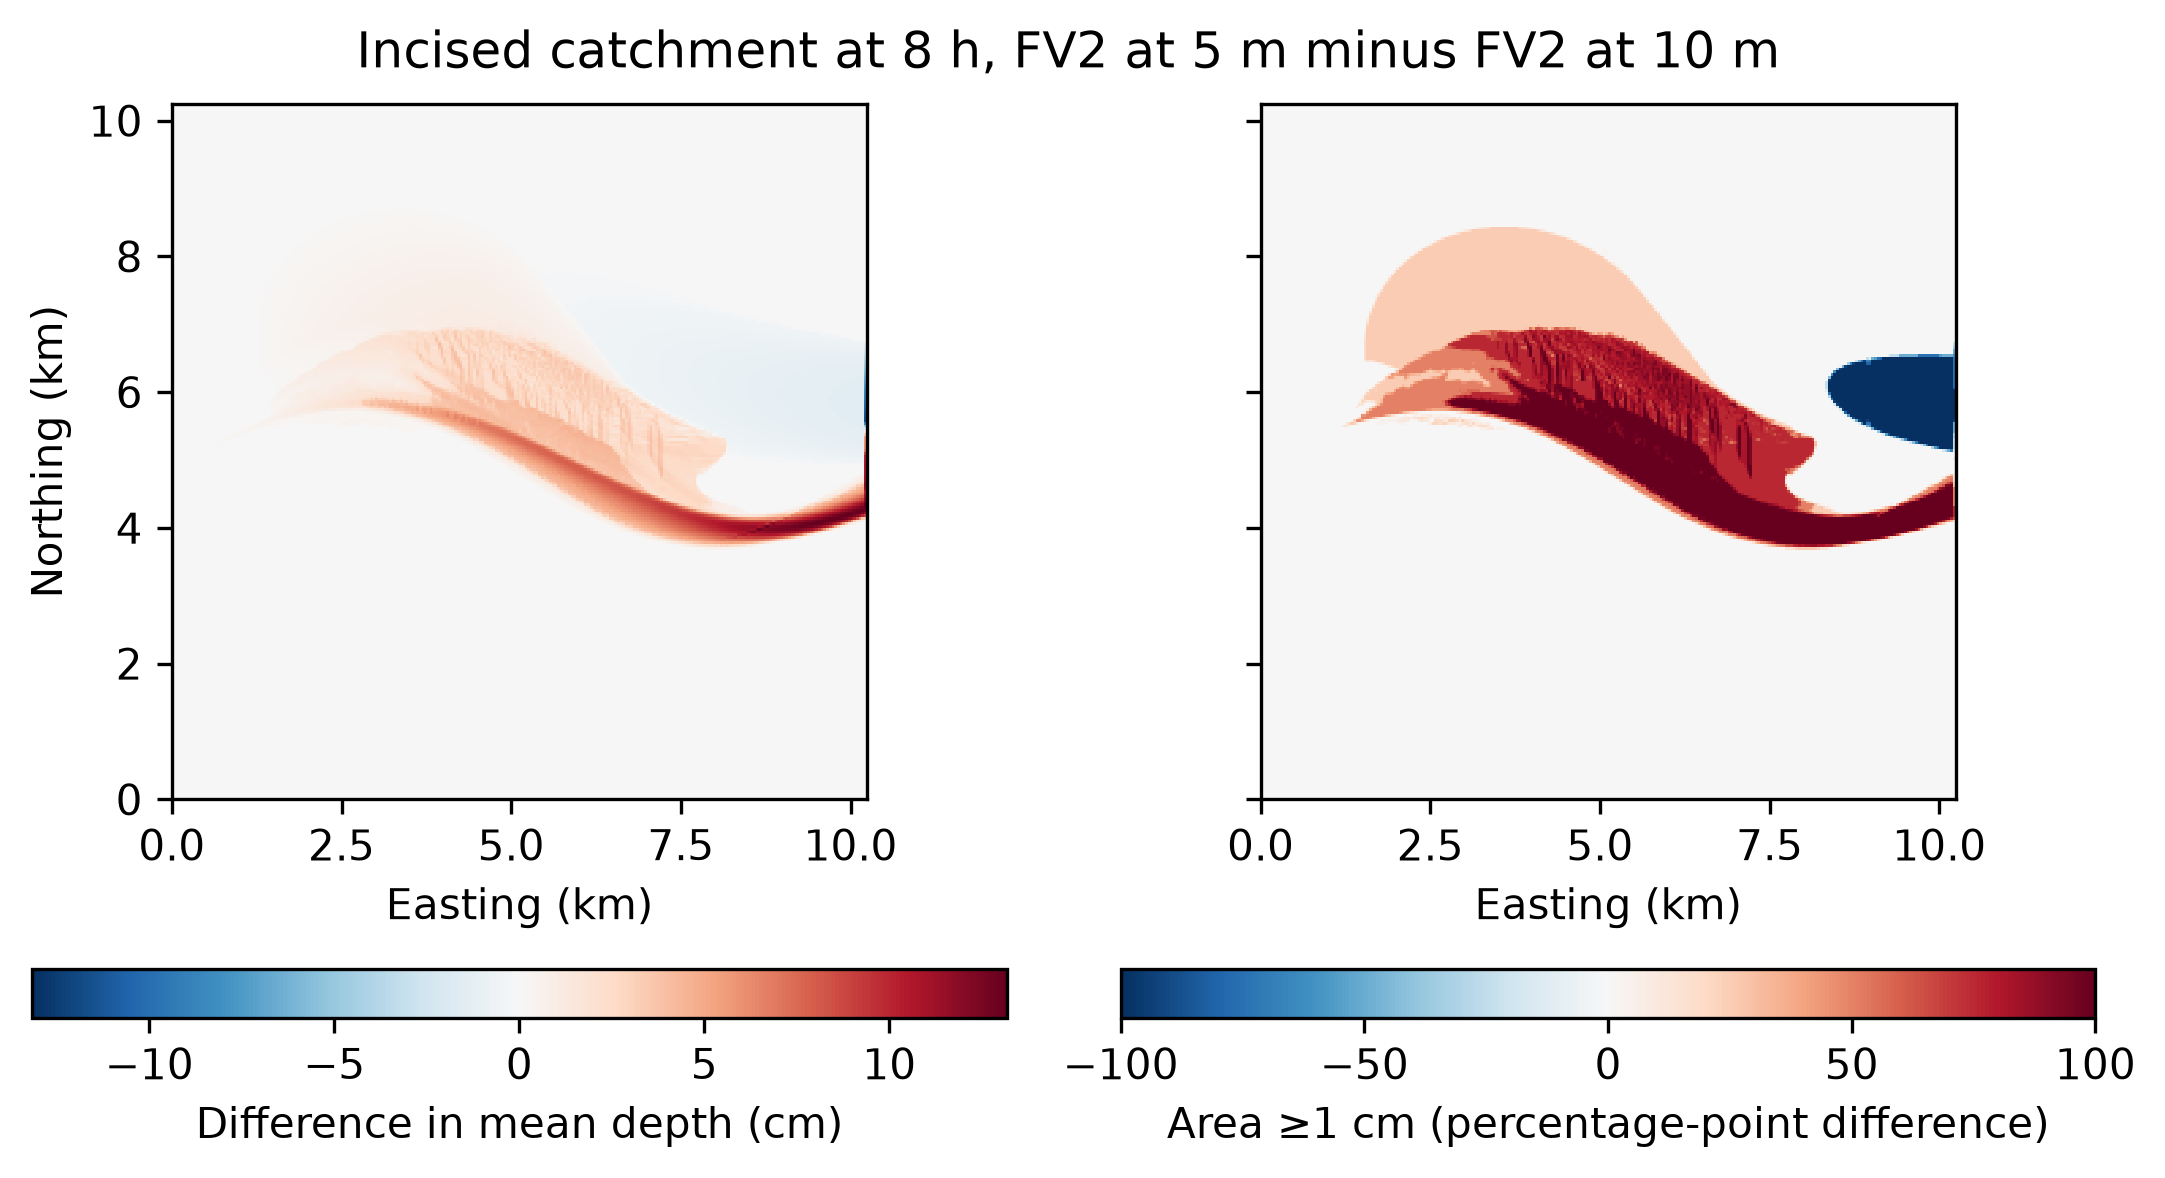 Incised catchment at 8 h, FV2 at 5 m minus FV2 at 10 m
10
8
6
4
2
0
Northing (km)
0.0 2.5 5.0 7.5 10.0
Easting (km)
0.0 2.5 5.0 7.5 10.0
Easting (km)
−10 −5 0 5 10
Difference in mean depth (cm)
−100 −50 0 50 100
Area ≥1 cm (percentage-point difference)